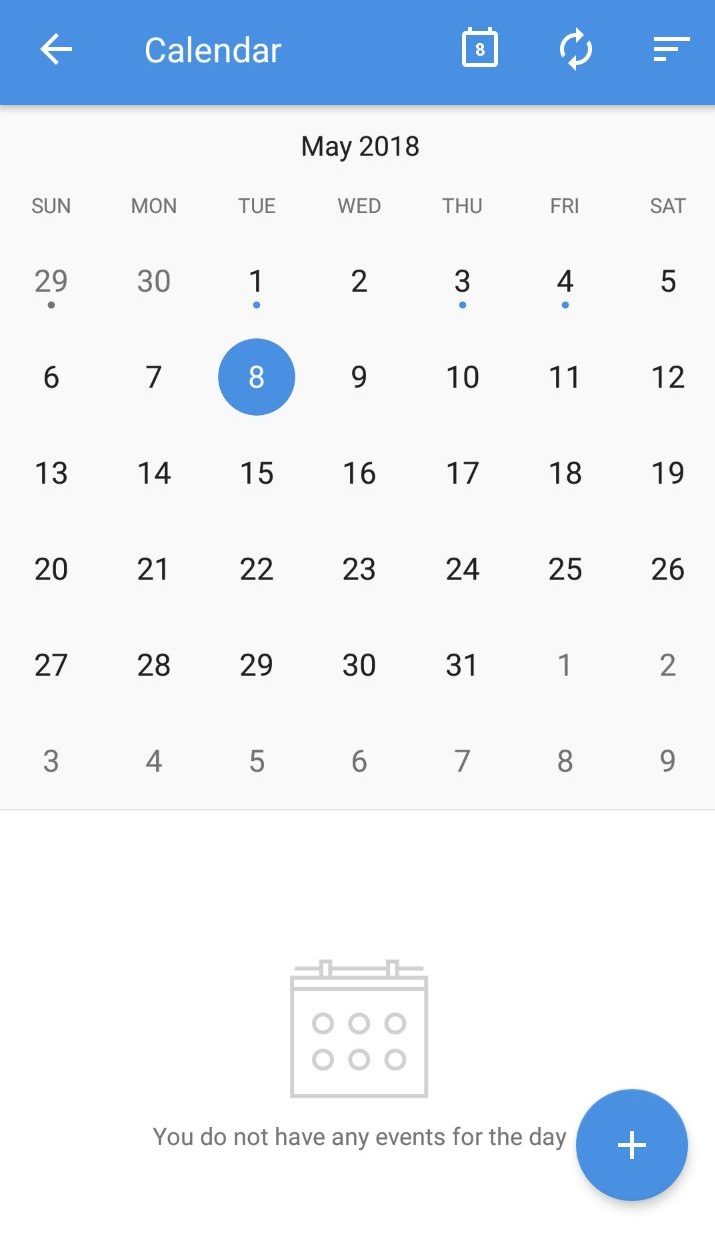 Calendar 8
May 2018
SUN MON TUE WED THU FRI SAT
29 30 1 2 3 4 5
6 7 8 9 10 11 12
13 14 15 16 17 18 19
20 21 22 23 24 25 26
27 28 29 30 31 1 2
3 4 5 6 7 8 9
You do not have any events for the day